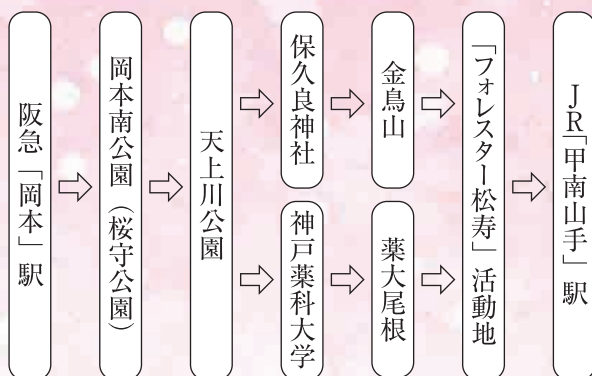 阪急「岡本」駅
岡本南公園（桜守公園）
天上川公園
保久良神社
金鳥山
神戸薬科大学
薬大尾根
「フォレスター松寿」活動地
JR「甲南山手」駅